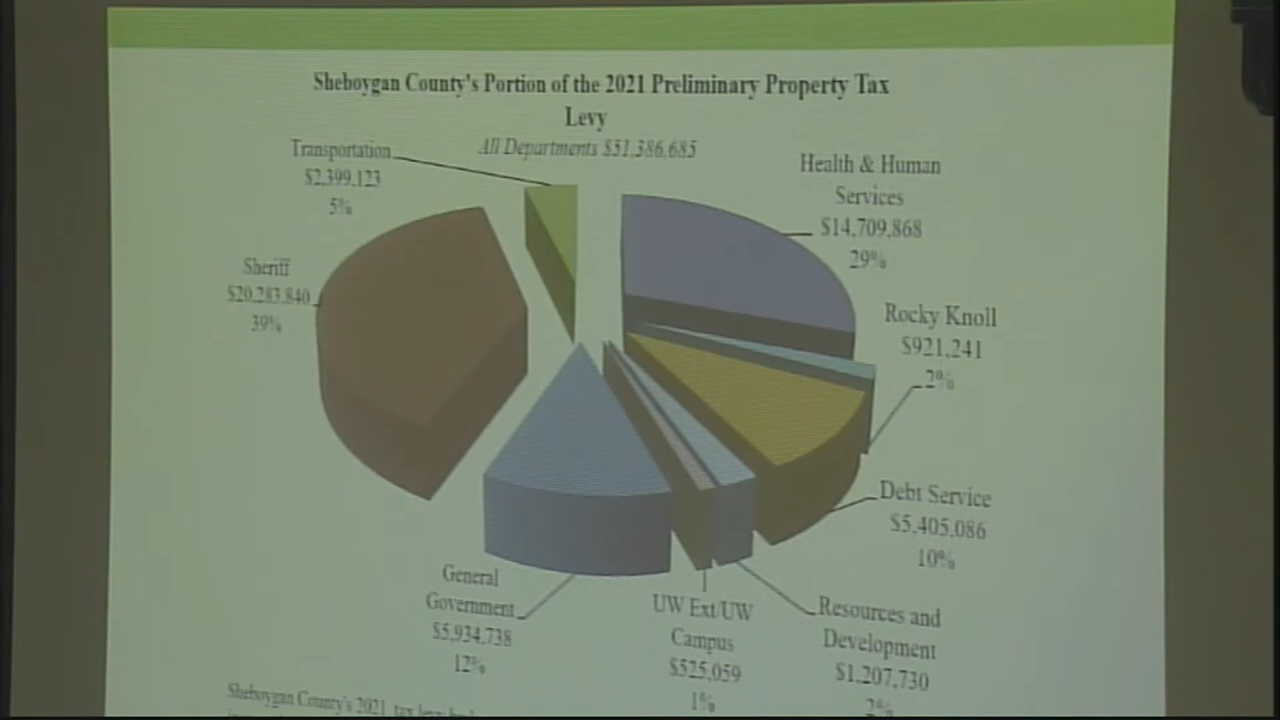 Sheboygan County's Portion of the 2021 Preliminary Property Tax
Levy
All Departments $51,386,685
Transportation
$2,399,123
5%
Health & Human
Services
$14,709,868
29%
Sheriff
$20,283,840
39%
Rocky Knoll
$921,241
2%
Debt Service
$5,405,086
10%
General
Government
$5,934,738
12%
UW Ext/UW
Campus
$525,059
1%
Resources and
Development
$1,207,730
2%
Sheboygan County's 2021 tax levy